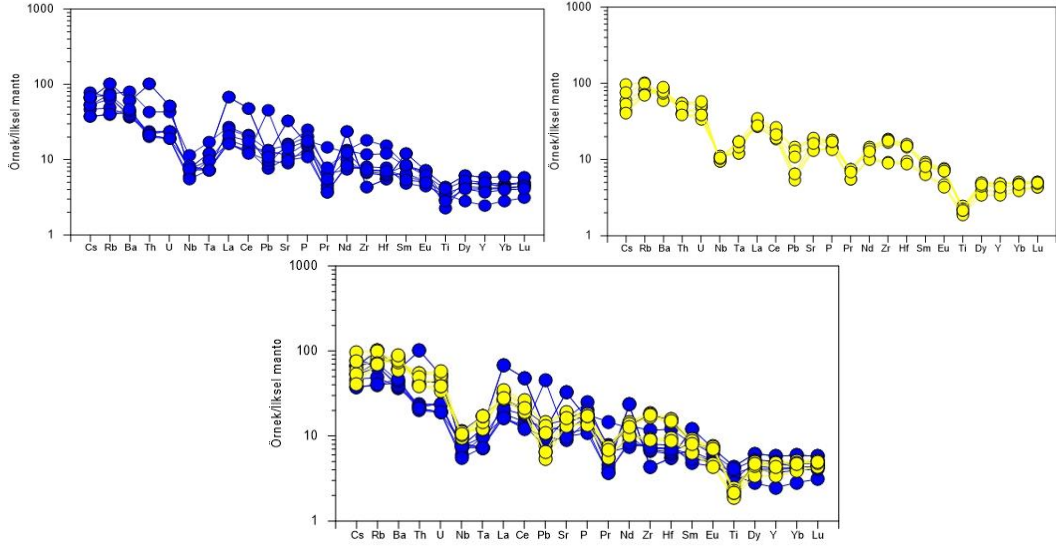 1000
100
10
1
Örnek/İlksel manto
Cs Rb Ba Th U Nb Ta La Ce Pb Sr P Pr Nd Zr Hf Sm Eu Ti Dy Y Yb Lu
1000
100
10
1
Örnek/İlksel manto
Cs Rb Ba Th U Nb Ta La Ce Pb Sr P Pr Nd Zr Hf Sm Eu Ti Dy Y Yb Lu
1000
100
10
1
Örnek/İlksel manto
Cs Rb Ba Th U Nb Ta La Ce Pb Sr P Pr Nd Zr Hf Sm Eu Ti Dy Y Yb Lu